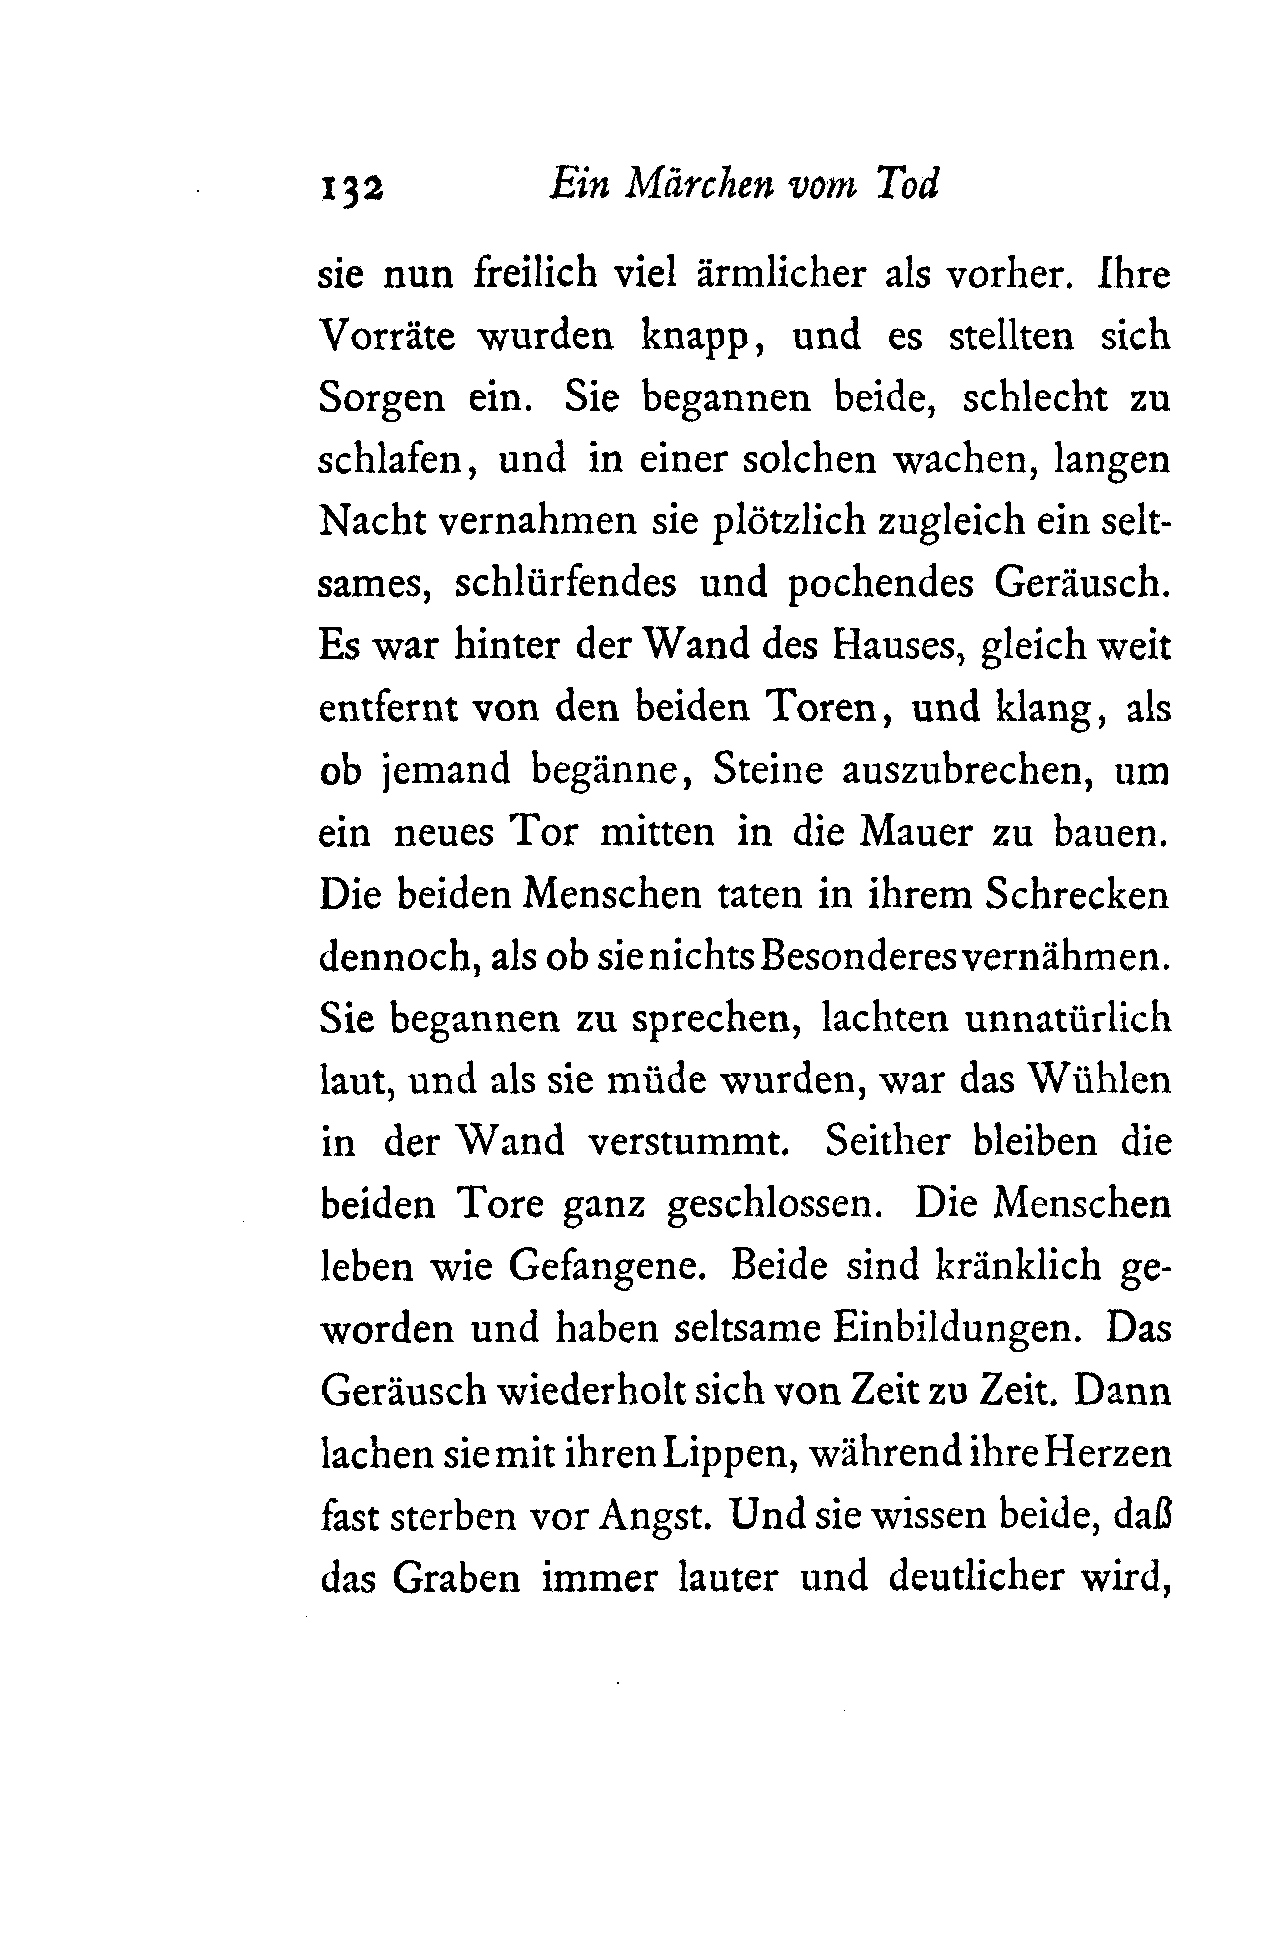 132 Ein Märchen vom Tod
sie nun freilich viel ärmlicher als vorher. Ihre
Vorräte wurden knapp, und es stellten sich
Sorgen ein. Sie begannen beide, schlecht zu
schlafen, und in einer solchen wachen, langen
Nacht vernahmen sie plötzlich zugleich ein selt-
sames, schlürfendes und pochendes Geräusch.
Es war hinter der Wand des Hauses, gleich weit
entfernt von den beiden Toren, und klang, als
ob jemand begänne, Steine auszubrechen, um
ein neues Tor mitten in die Mauer zu bauen.
Die beiden Menschen taten in ihrem Schrecken
dennoch, als ob sie nichts Besonderes vernähmen.
Sie begannen zu sprechen, lachten unnatürlich
laut, und als sie müde wurden, war das Wühlen
in der Wand verstummt. Seither bleiben die
beiden Tore ganz geschlossen. Die Menschen
leben wie Gefangene. Beide sind kränklich ge-
worden und haben seltsame Einbildungen. Das
Geräusch wiederholt sich von Zeit zu Zeit. Dann
lachen sie mit ihren Lippen, während ihre Herzen
fast sterben vor Angst. Und sie wissen beide, daß
das Graben immer lauter und deutlicher wird,